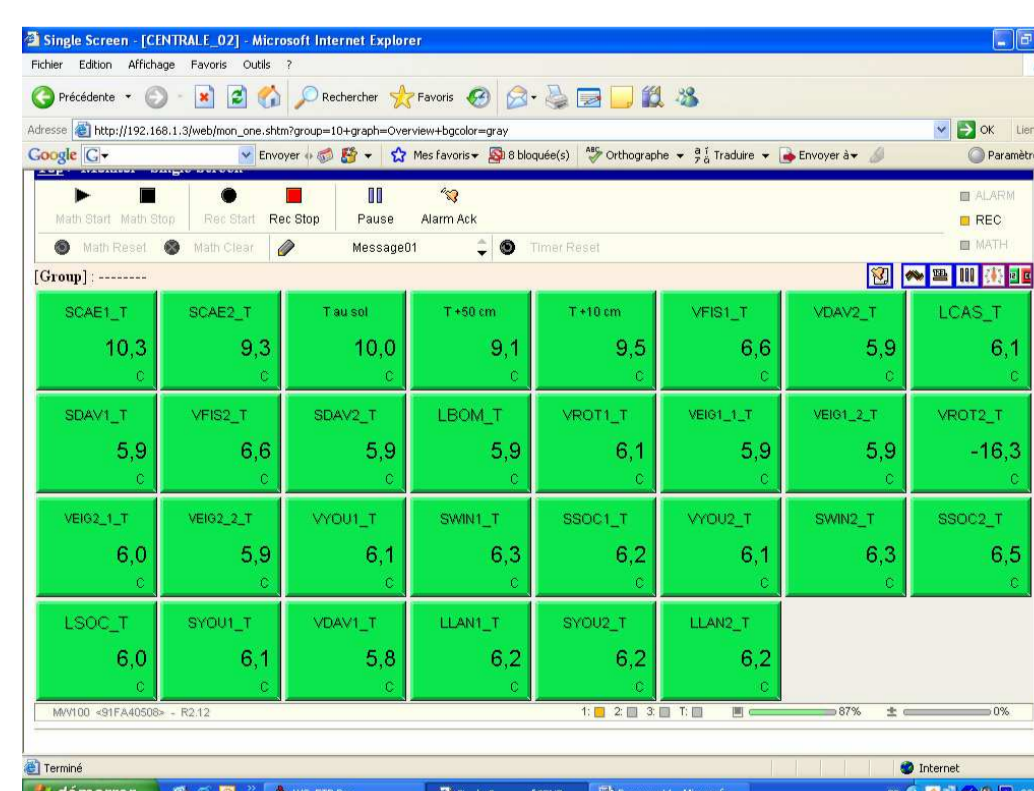 Single Screen - [CENTRALE_02] - Microsoft Internet Explorer
Fichier Edition Affichage Favoris Outils ?
Précédente Rechercher Favoris
Adresse http://192.168.1.3/web/mon_one.shtm?group=10+graph=Overview+bgcolor=gray OK Lier
Google G Envoyer Mes favoris 8 bloquée(s) Orthographe Traduire Envoyer à Paramètr
Math Start Math Stop Rec Start Rec Stop Pause Alarm Ack ALARM
REC
Math Reset Math Clear Message01 Timer Reset MATH
[Group] : --------
SCAE1_T SCAE2_T T au sol T +50 cm T +10 cm VFIS1_T VDAV2_T LCAS_T
10,3 9,3 10,0 9,1 9,5 6,6 5,9 6,1
C C C C C C C C
SDAV1_T VFIS2_T SDAV2_T LBOM_T VROT1_T VEIG1_1_T VEIG1_2_T VROT2_T
5,9 6,6 5,9 5,9 6,1 5,9 5,9 -16,3
C C C C C C C C
VEIG2_1_T VEIG2_2_T VYOU1_T SWIN1_T SSOC1_T VYOU2_T SWIN2_T SSOC2_T
6,0 5,9 6,1 6,3 6,2 6,1 6,3 6,5
C C C C C C C C
LSOC_T SYOU1_T VDAV1_T LLAN1_T SYOU2_T LLAN2_T
6,0 6,1 5,8 6,2 6,2 6,2
C C C C C C
MW100 <91FA40508> - R2.12 1: 2: 3: T: 87% ± 0%
Terminé Internet
démarrer